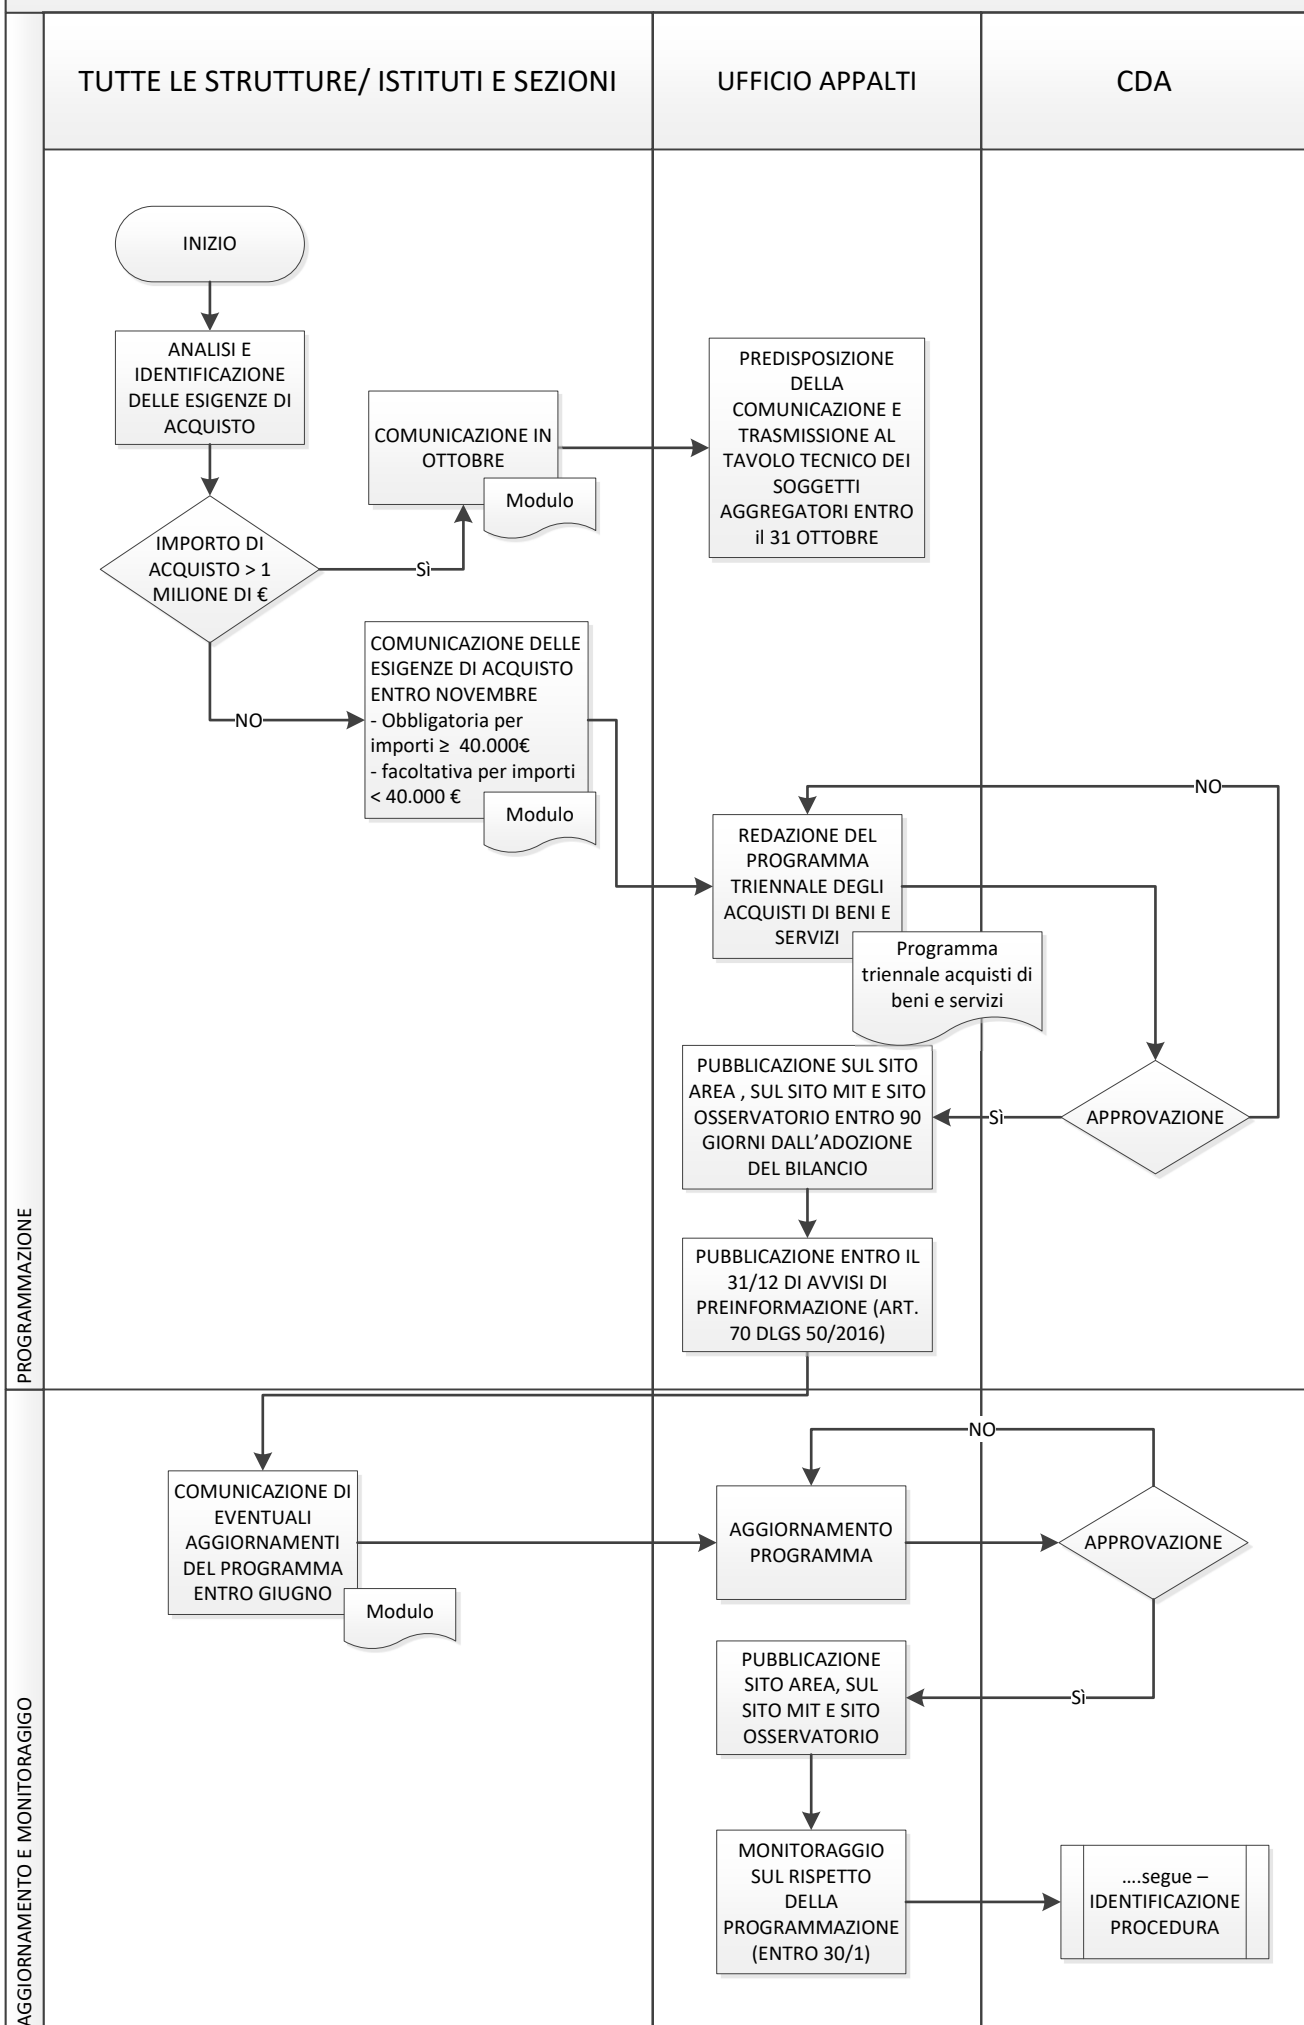 TUTTE LE STRUTTURE/ ISTITUTI E SEZIONI
UFFICIO APPALTI
CDA
INIZIO
ANALISI E
IDENTIFICAZIONE
DELLE ESIGENZE DI
ACQUISTO
IMPORTO DI
ACQUISTO > 1
MILIONE DI €
Sì
COMUNICAZIONE IN
OTTOBRE
Modulo
PREDISPOSIZIONE
DELLA
COMUNICAZIONE E
TRASMISSIONE AL
TAVOLO TECNICO DEI
SOGGETTI
AGGREGATORI ENTRO
il 31 OTTOBRE
NO
COMUNICAZIONE DELLE
ESIGENZE DI ACQUISTO
ENTRO NOVEMBRE
- Obbligatoria per
importi ≥ 40.000€
- facoltativa per importi
< 40.000 €
Modulo
NO
REDAZIONE DEL
PROGRAMMA
TRIENNALE DEGLI
ACQUISTI DI BENI E
SERVIZI
Programma
triennale acquisti di
beni e servizi
APPROVAZIONE
Sì
PUBBLICAZIONE SUL SITO
AREA , SUL SITO MIT E SITO
OSSERVATORIO ENTRO 90
GIORNI DALL'ADOZIONE
DEL BILANCIO
PUBBLICAZIONE ENTRO IL
31/12 DI AVVISI DI
PREINFORMAZIONE (ART.
70 DLGS 50/2016)
PROGRAMMAZIONE
COMUNICAZIONE DI
EVENTUALI
AGGIORNAMENTI
DEL PROGRAMMA
ENTRO GIUGNO
Modulo
NO
AGGIORNAMENTO
PROGRAMMA
APPROVAZIONE
Sì
PUBBLICAZIONE
SITO AREA, SUL
SITO MIT E SITO
OSSERVATORIO
MONITORAGGIO
SUL RISPETTO
DELLA
PROGRAMMAZIONE
(ENTRO 30/1)
....segue –
IDENTIFICAZIONE
PROCEDURA
AGGIORNAMENTO E MONITORAGIGO